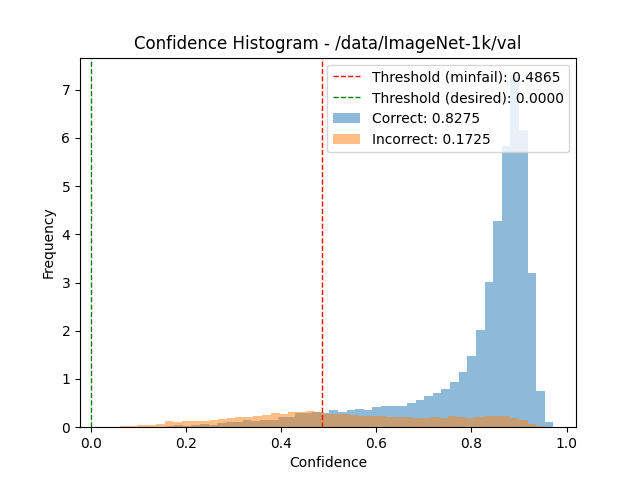 Confidence Histogram - /data/ImageNet-1k/val
Threshold (minfail): 0.4865
Threshold (desired): 0.0000
Correct: 0.8275
Incorrect: 0.1725
Frequency
7
6
5
4
3
2
1
0
0.0 0.2 0.4 0.6 0.8 1.0
Confidence